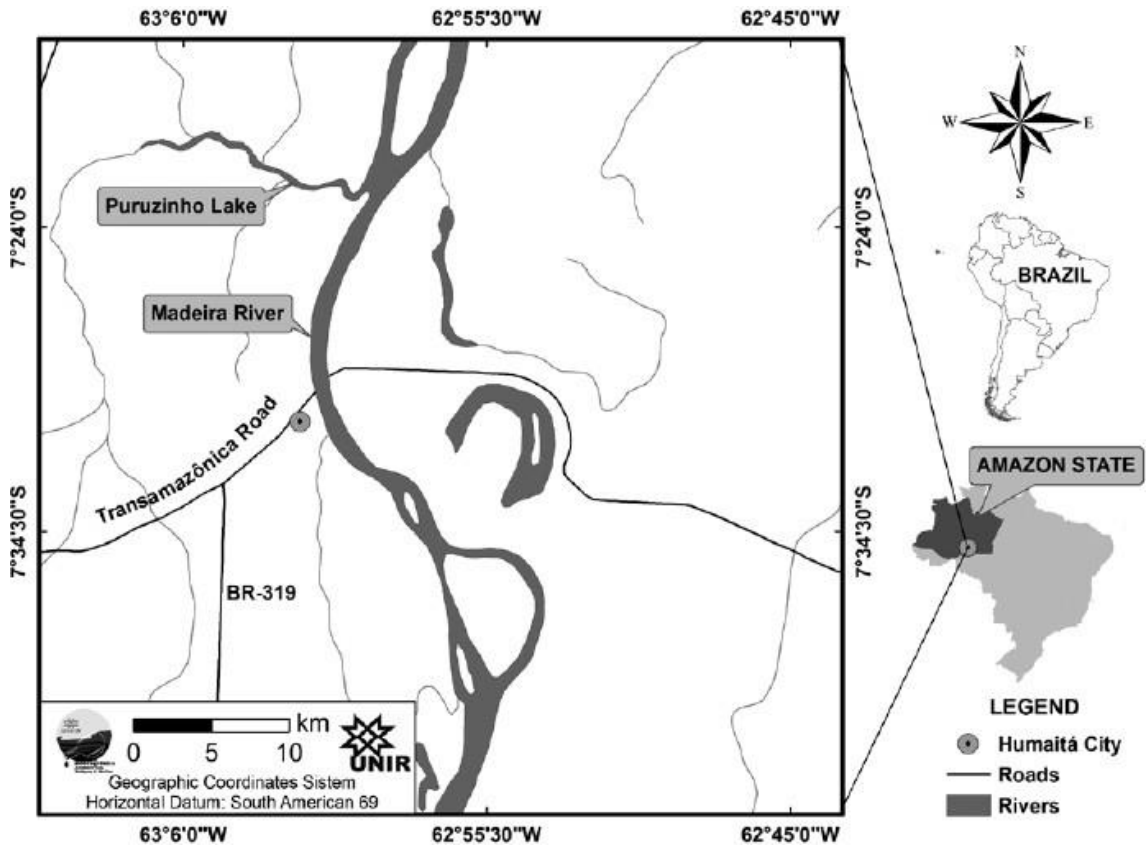 63°6'0"W
62°55'30"W
62°45'0"W
7°24'0"S
7°34'30"S
Puruzinho Lake
Madeira River
Transamazônica Road
BR-319
7°24'0"S
7°34'30"S
km
0 5 10
UNIR
Geographic Coordinates Sistem
Horizontal Datum: South American 69
63°6'0"W
62°55'30"W
62°45'0"W
N
W
E
S
BRAZIL
AMAZON STATE
LEGEND
Humaitá City
Roads
Rivers